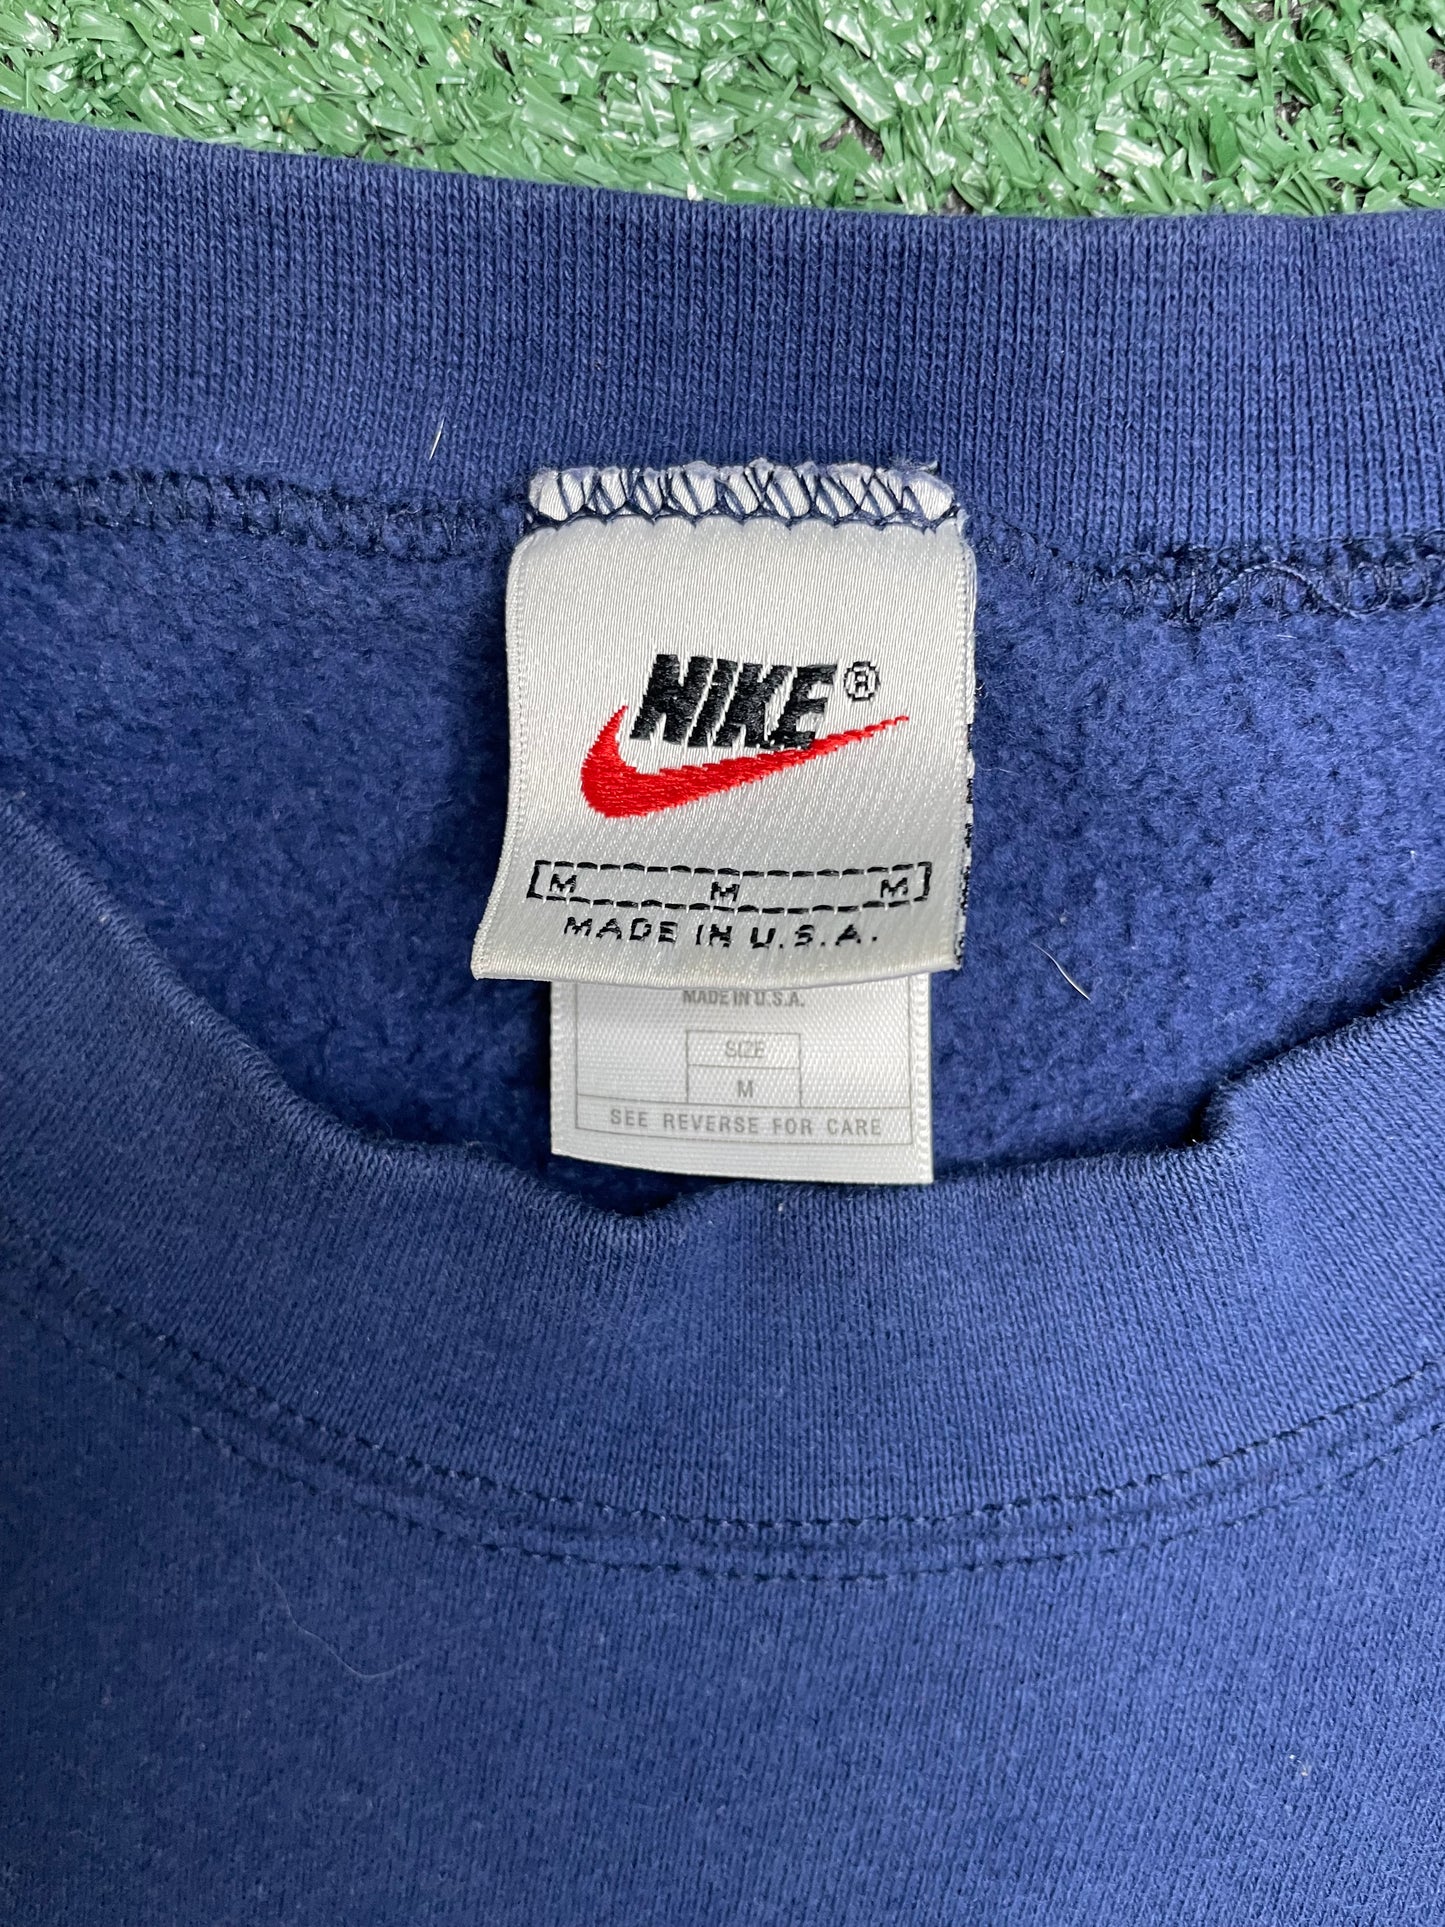 NIKE®
M M M
MADE IN U.S.A.
MADE IN U.S.A.
SIZE
M
SEE REVERSE FOR CARE